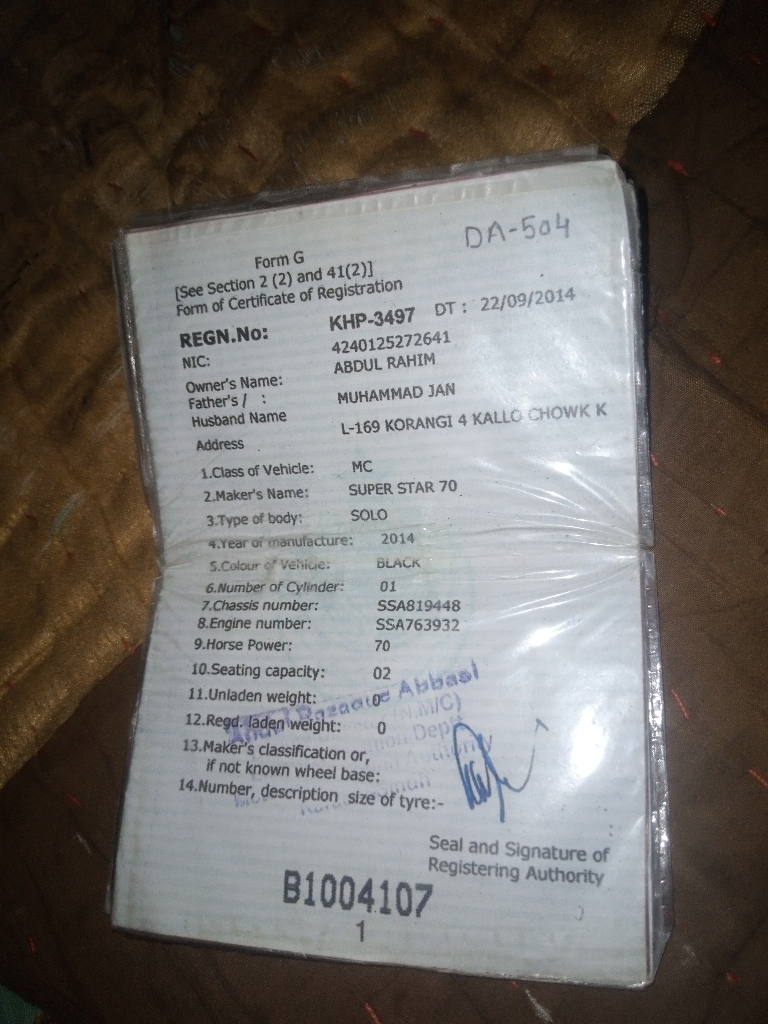 DA-504
Form G
[See Section 2 (2) and 41(2)]
Form of Certificate of Registration
REGN.No: KHP-3497 DT : 22/09/2014
NIC: 4240125272641
Owner's Name: ABDUL RAHIM
Father's / :
Husband Name MUHAMMAD JAN
Address L-169 KORANGI 4 KALLO CHOWK K
1.Class of Vehicle: MC
2.Maker's Name: SUPER STAR 70
3.Type of body: SOLO
4.Year of manufacture: 2014
5.Colour of Vehicle: BLACK
6.Number of Cylinder: 01
7.Chassis number: SSA819448
8.Engine number: SSA763932
9.Horse Power: 70
10.Seating capacity: 02
11.Unladen weight: 0
12.Regd. laden weight: 0
13.Maker's classification or,
if not known wheel base:
14.Number, description size of tyre:-
Abbasi
Seal and Signature of
Registering Authority
B1004107
1